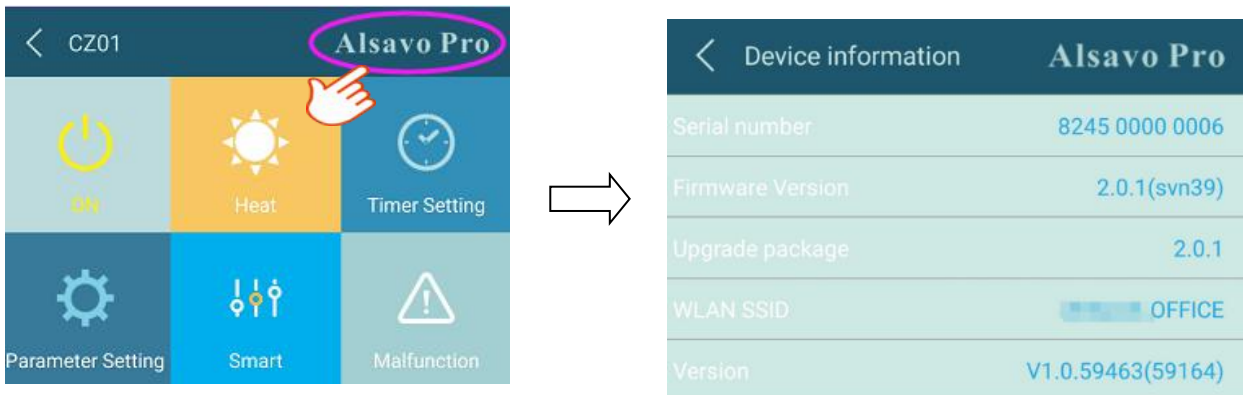 CZ01 Alsavo Pro
ON Heat Timer Setting
Parameter Setting Smart Malfunction
Device information Alsavo Pro
Serial number 8245 0000 0006
Firmware Version 2.0.1(svn39)
Upgrade package 2.0.1
WLAN SSID OFFICE
Version V1.0.59463(59164)